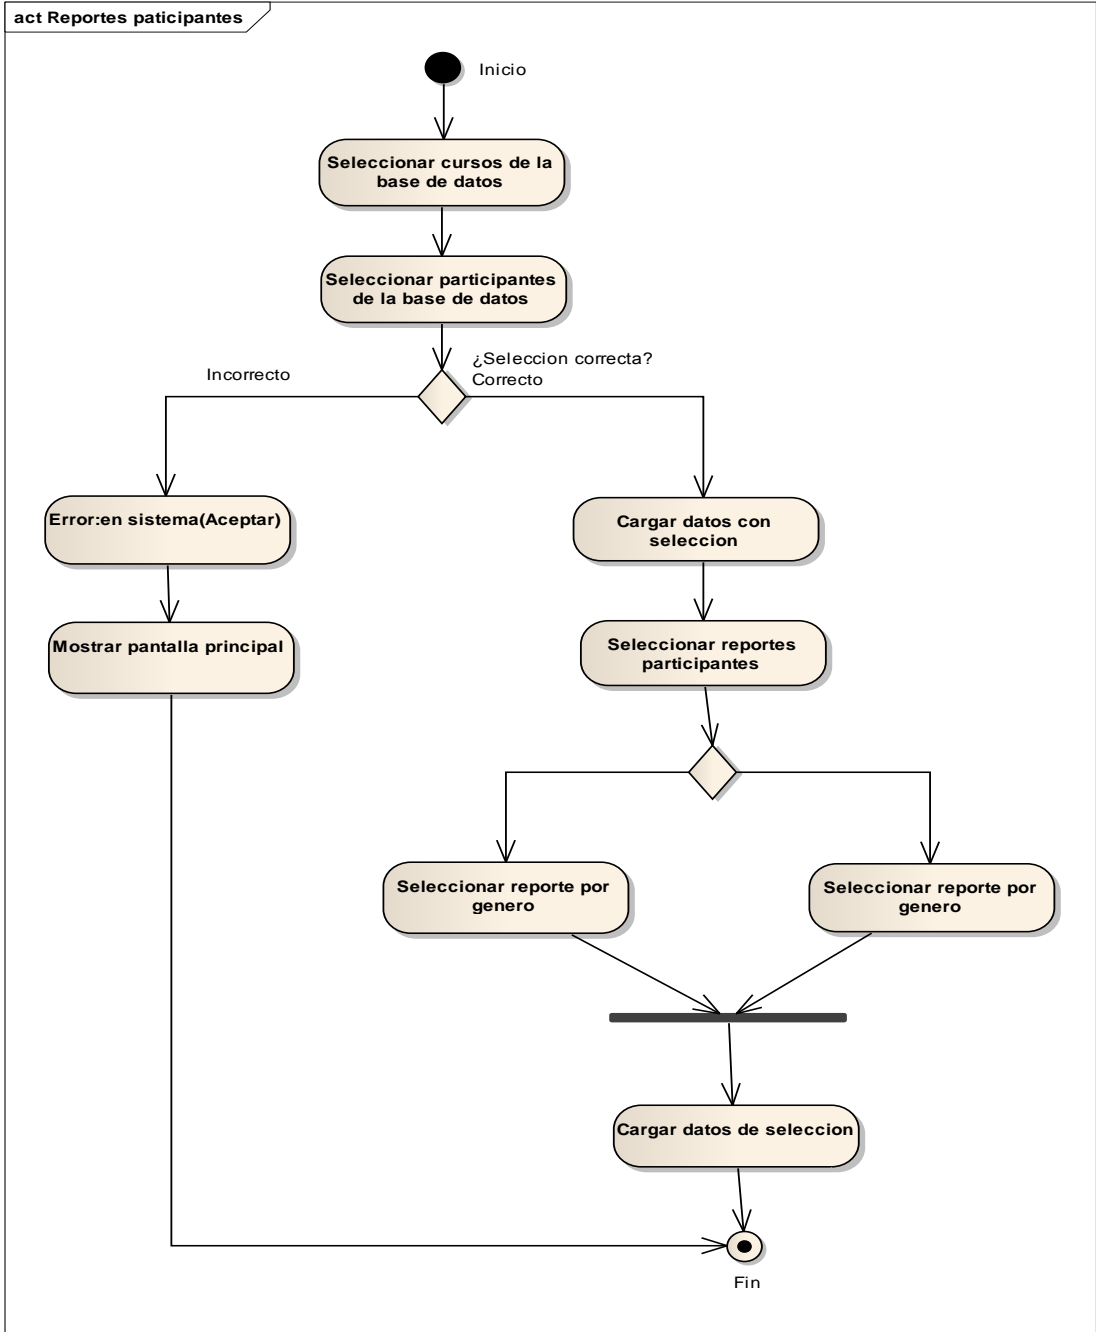 act Reportes paticipantes
Inicio
Seleccionar cursos de la
base de datos
Seleccionar participantes
de la base de datos
¿Seleccion correcta?
Incorrecto
Correcto
Error:en sistema(Aceptar)
Cargar datos con
seleccion
Mostrar pantalla principal
Seleccionar reportes
participantes
Seleccionar reporte por
genero
Seleccionar reporte por
genero
Cargar datos de seleccion
Fin